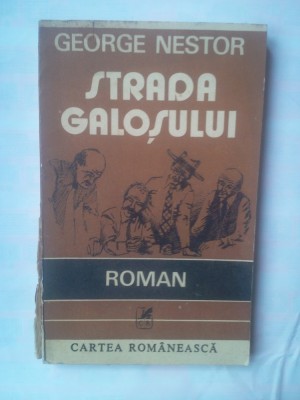 GEORGE NESTOR
STRADA
GALOȘULUI
ROMAN
CARTEA ROMÂNEASCĂ